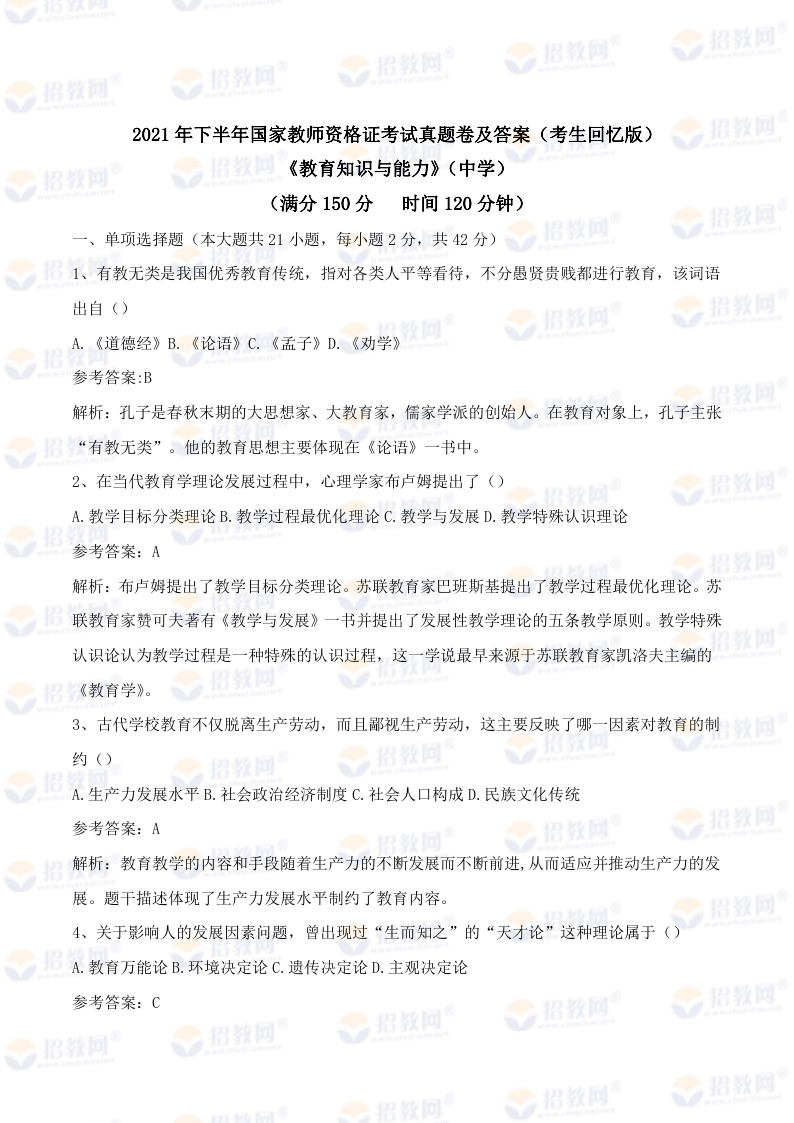 2021 年下半年国家教师资格证考试真题卷及答案（考生回忆版）
《教育知识与能力》（中学）
（满分 150 分 时间 120 分钟）
一、单项选择题（本大题共 21 小题，每小题 2 分，共 42 分）
1、有教无类是我国优秀教育传统，指对各类人平等看待，不分愚贤贵贱都进行教育，该词语
出自（）
A.《道德经》B.《论语》C.《孟子》D.《劝学》
参考答案:B
解析：孔子是春秋末期的大思想家、大教育家，儒家学派的创始人。在教育对象上，孔子主张
“有教无类”。他的教育思想主要体现在《论语》一书中。
2、在当代教育学理论发展过程中，心理学家布卢姆提出了（）
A.教学目标分类理论 B.教学过程最优化理论 C.教学与发展 D.教学特殊认识理论
参考答案：A
解析：布卢姆提出了教学目标分类理论。苏联教育家巴班斯基提出了教学过程最优化理论。苏
联教育家赞可夫著有《教学与发展》一书并提出了发展性教学理论的五条教学原则。教学特殊
认识论认为教学过程是一种特殊的认识过程，这一学说最早来源于苏联教育家凯洛夫主编的
《教育学》。
3、古代学校教育不仅脱离生产劳动，而且鄙视生产劳动，这主要反映了哪一因素对教育的制
约（）
A.生产力发展水平 B.社会政治经济制度 C.社会人口构成 D.民族文化传统
参考答案：A
解析：教育教学的内容和手段随着生产力的不断发展而不断前进,从而适应并推动生产力的发
展。题干描述体现了生产力发展水平制约了教育内容。
4、关于影响人的发展因素问题，曾出现过“生而知之”的“天才论”这种理论属于（）
A.教育万能论 B.环境决定论 C.遗传决定论 D.主观决定论
参考答案：C
招教网